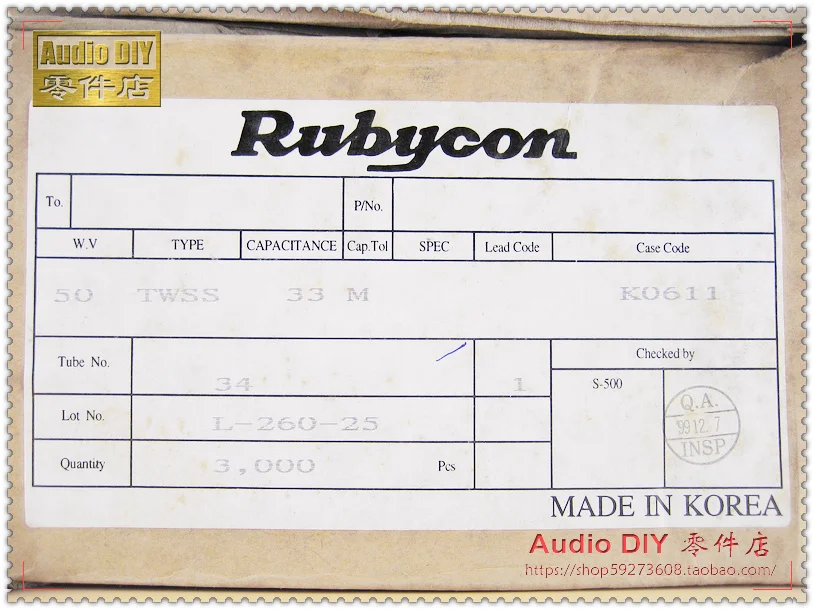 Audio DIY
零件店
Rubycon
To. P/No.
W.V TYPE CAPACITANCE Cap.Tol SPEC Lead Code Case Code
50 TWSS 33 M K0611
Tube No. 34 1 Checked by
S-500
Lot No. L-260-25
Q.A.
99 12. 7
INSP
Quantity 3,000 Pcs
MADE IN KOREA
Audio DIY 零件店
https://shop59273608.taobao.com/